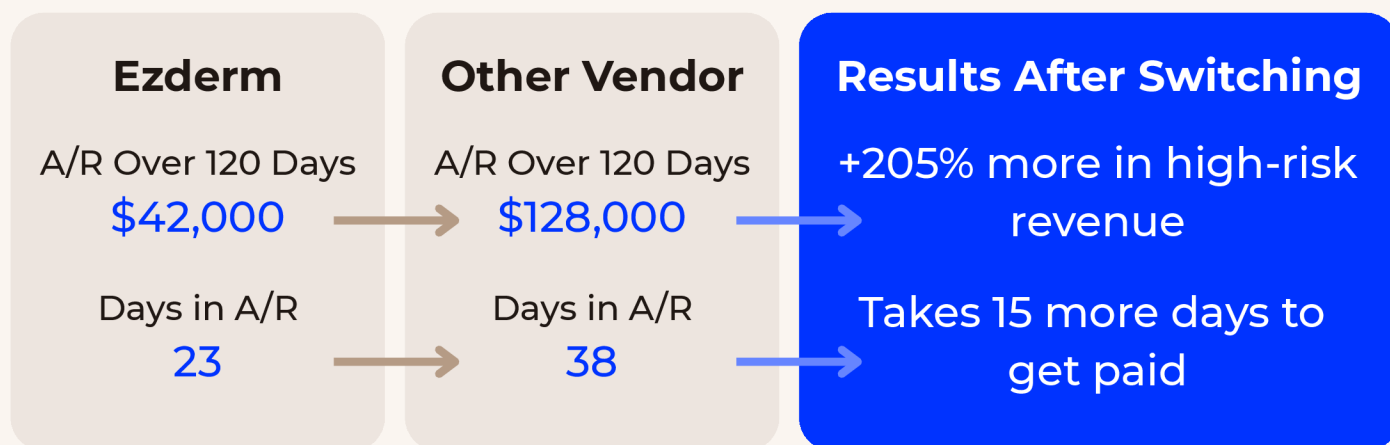 Ezderm
A/R Over 120 Days
$42,000
Days in A/R
23
Other Vendor
A/R Over 120 Days
$128,000
Days in A/R
38
Results After Switching
+205% more in high-risk
revenue
Takes 15 more days to
get paid